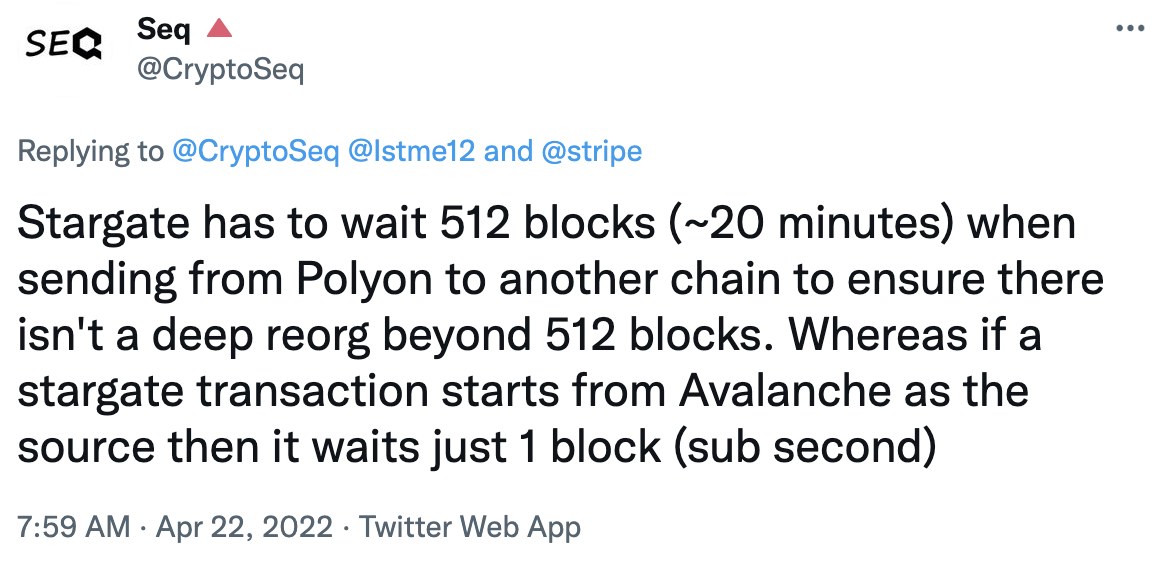 SEQ
Seq
@CryptoSeq
Replying to @CryptoSeq @Istme12 and @stripe
Stargate has to wait 512 blocks (~20 minutes) when
sending from Polyon to another chain to ensure there
isn't a deep reorg beyond 512 blocks. Whereas if a
stargate transaction starts from Avalanche as the
source then it waits just 1 block (sub second)
7:59 AM · Apr 22, 2022 · Twitter Web App